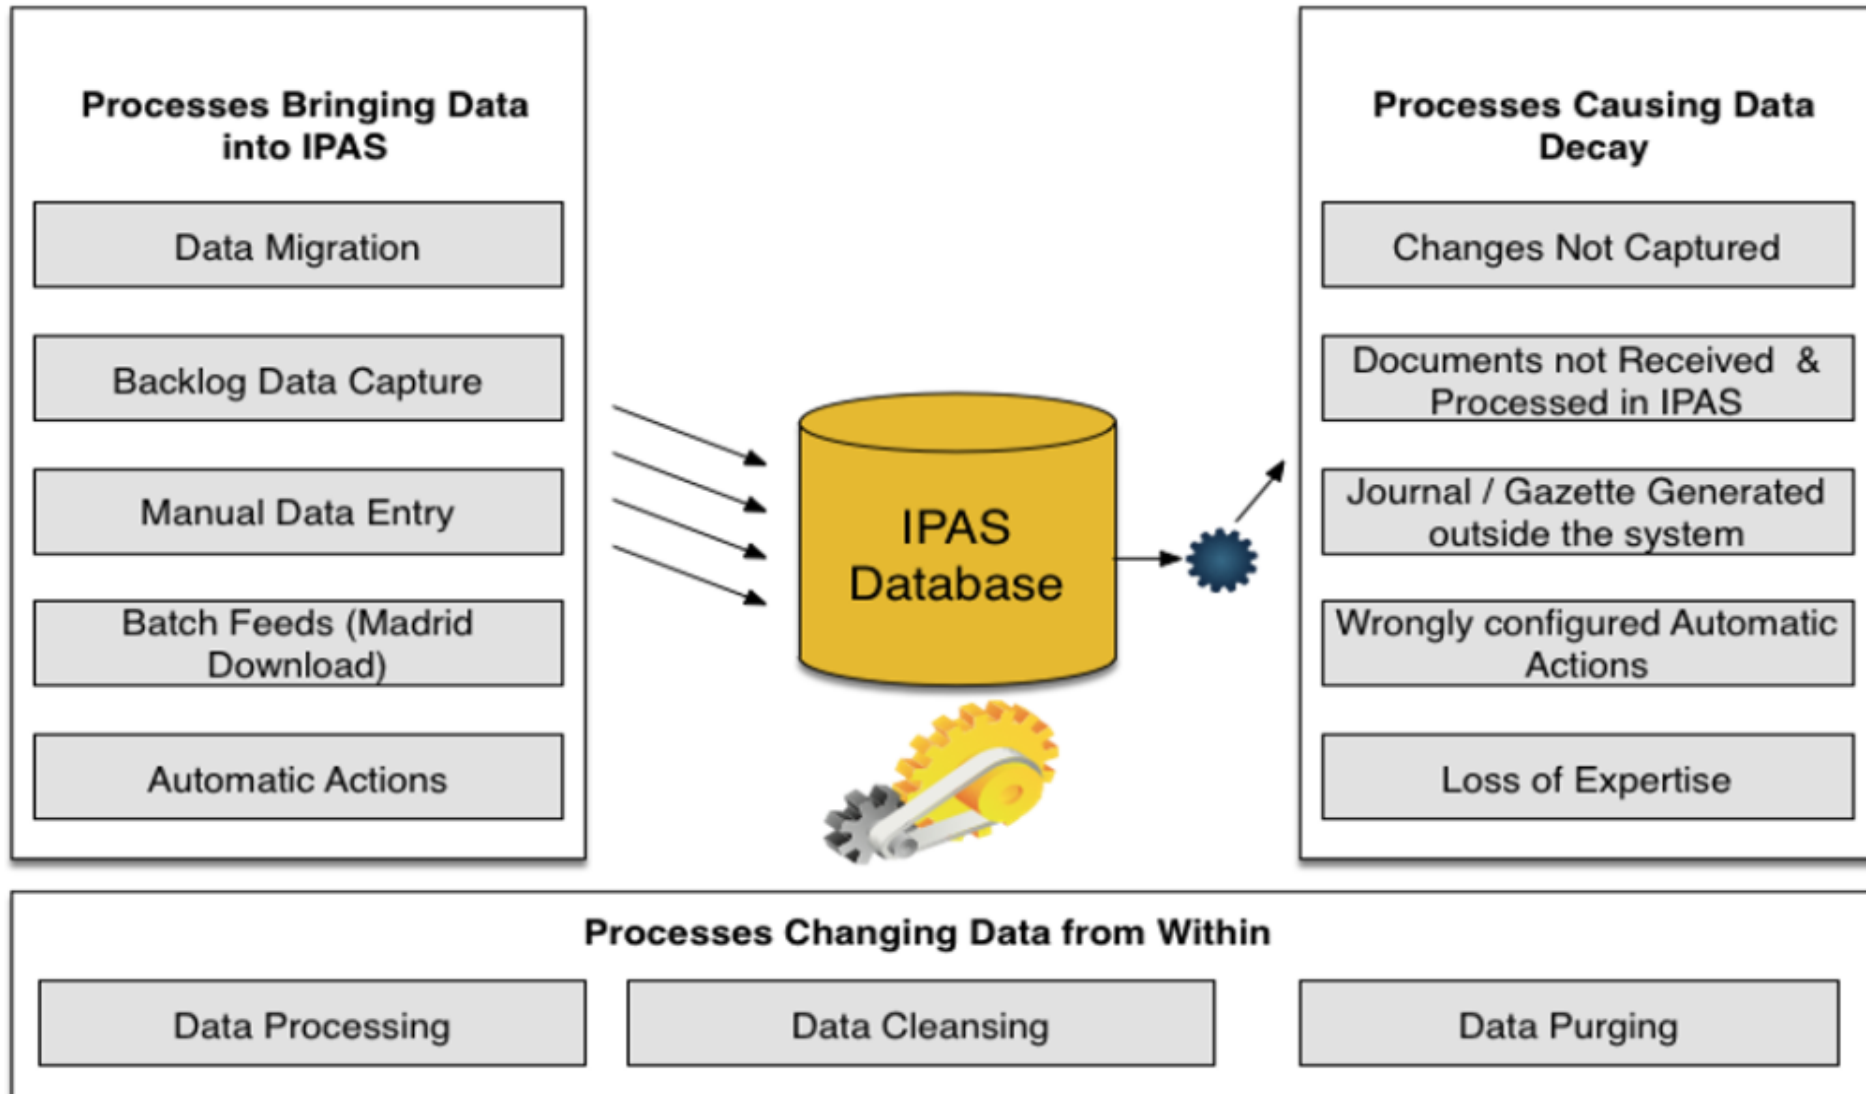 Processes Bringing Data
into IPAS
Data Migration
Backlog Data Capture
Manual Data Entry
Batch Feeds (Madrid
Download)
Automatic Actions
IPAS
Database
Processes Causing Data
Decay
Changes Not Captured
Documents not Received & 
Processed in IPAS
Journal / Gazette Generated
outside the system
Wrongly configured Automatic
Actions
Loss of Expertise
Processes Changing Data from Within
Data Processing
Data Cleansing
Data Purging